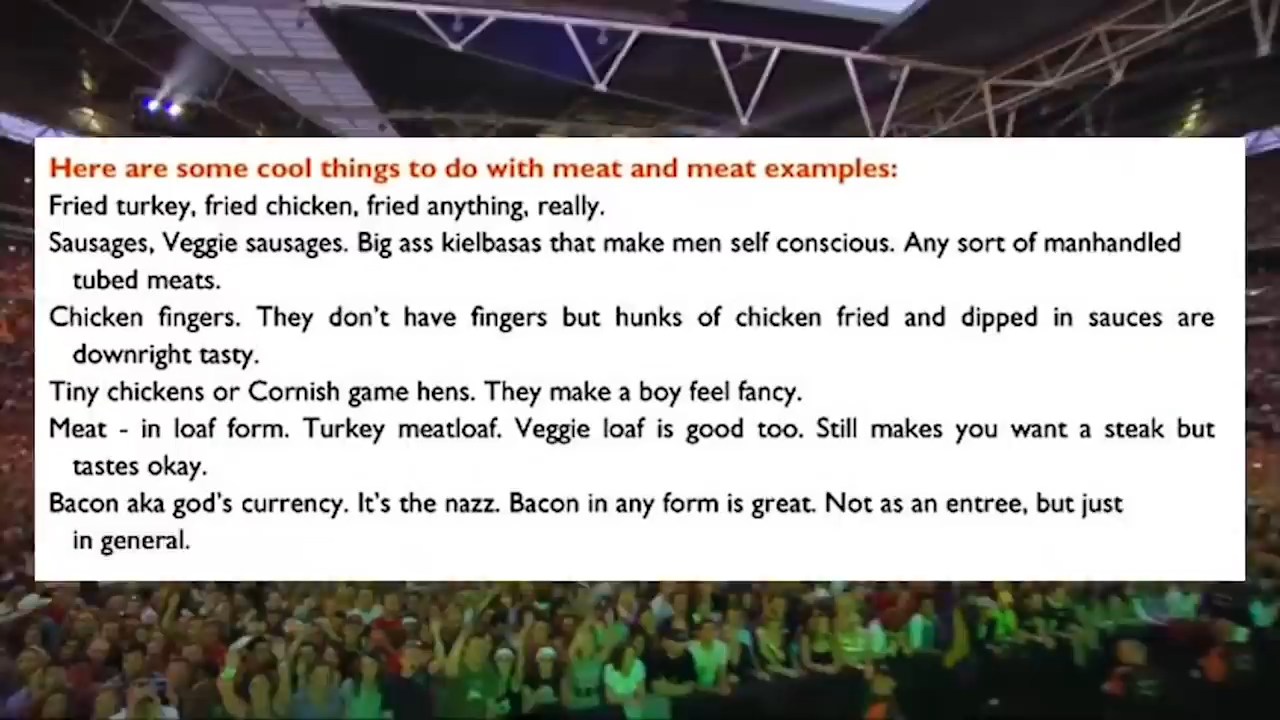 Here are some cool things to do with meat and meat examples:
Fried turkey, fried chicken, fried anything, really.
Sausages, Veggie sausages. Big ass kielbasas that make men self conscious. Any sort of manhandled
tubed meats.
Chicken fingers. They don't have fingers but hunks of chicken fried and dipped in sauces are
downright tasty.
Tiny chickens or Cornish game hens. They make a boy feel fancy.
Meat - in loaf form. Turkey meatloaf. Veggie loaf is good too. Still makes you want a steak but
tastes okay.
Bacon aka god's currency. It's the nazz. Bacon in any form is great. Not as an entree, but just
in general.